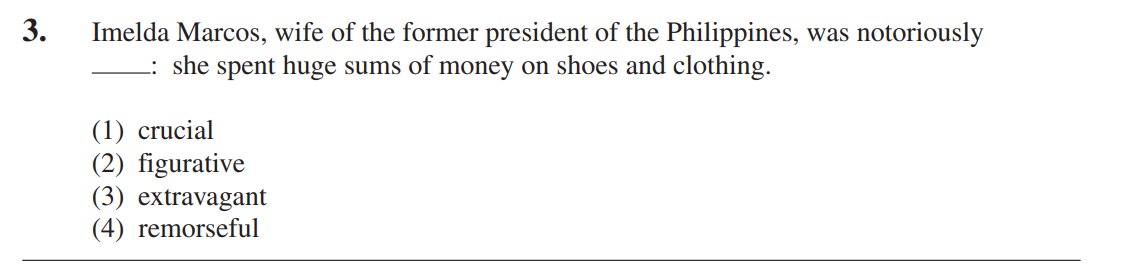 3. Imelda Marcos, wife of the former president of the Philippines, was notoriously
____: she spent huge sums of money on shoes and clothing.
(1) crucial
(2) figurative
(3) extravagant
(4) remorseful